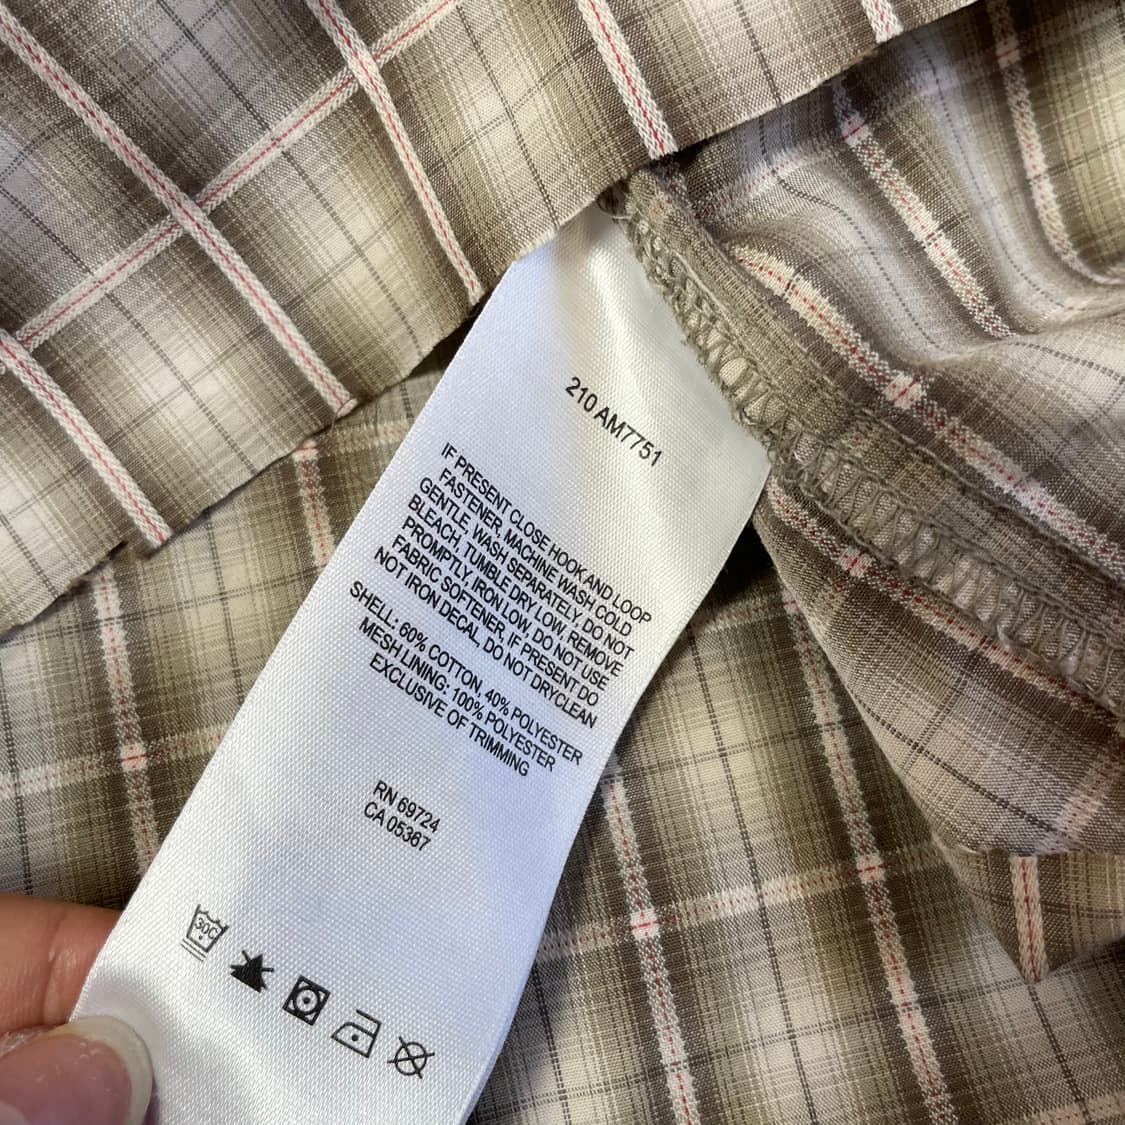 210 AM7751
IF PRESENT CLOSE HOOK AND LOOP
FASTENER, MACHINE WASH COLD
GENTLE, WASH SEPARATELY, DO NOT
BLEACH, TUMBLE DRY LOW, REMOVE
PROMPTLY, IRON LOW, DO NOT USE
FABRIC SOFTENER, IF PRESENT DO
NOT IRON DECAL, DO NOT DRYCLEAN
SHELL: 60% COTTON, 40% POLYESTER
MESH LINING: 100% POLYESTER
EXCLUSIVE OF TRIMMING
RN 69724
CA 05367
30C